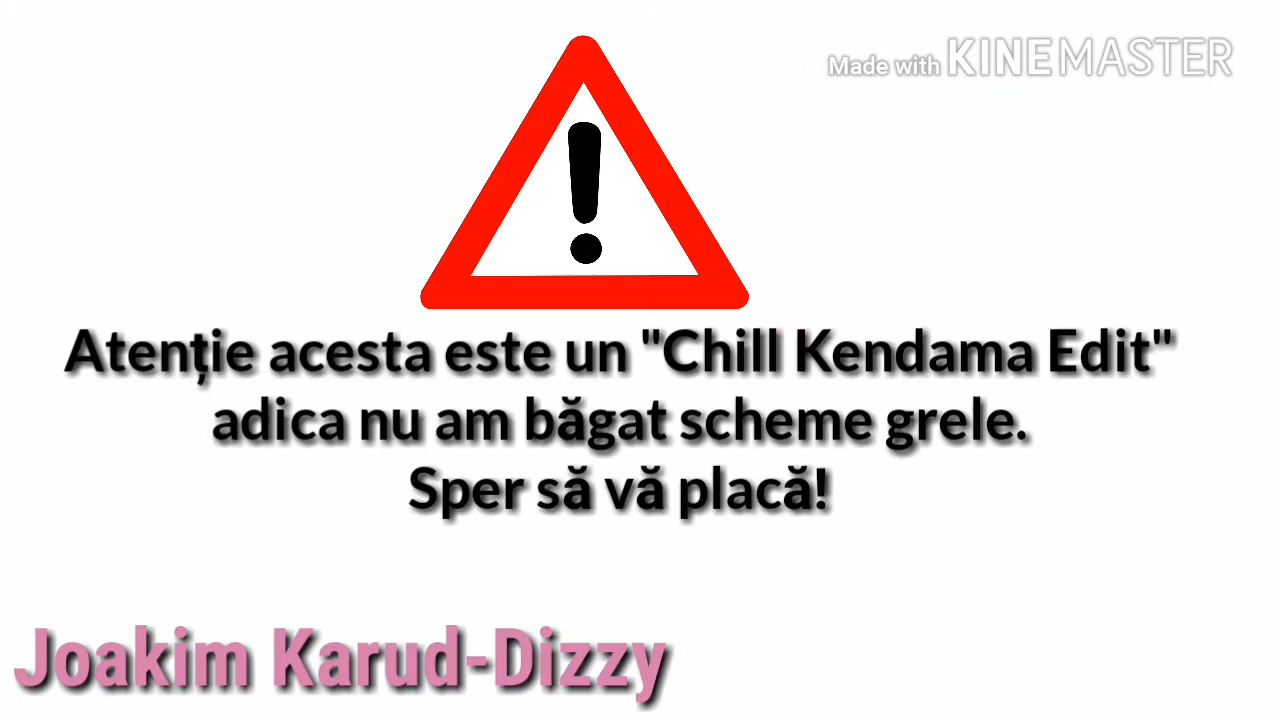 Made with KINEMASTER
Atenție acesta este un "Chill Kendama Edit"
adica nu am băgat scheme grele.
Sper să vă placă!
Joakim Karud-Dizzy